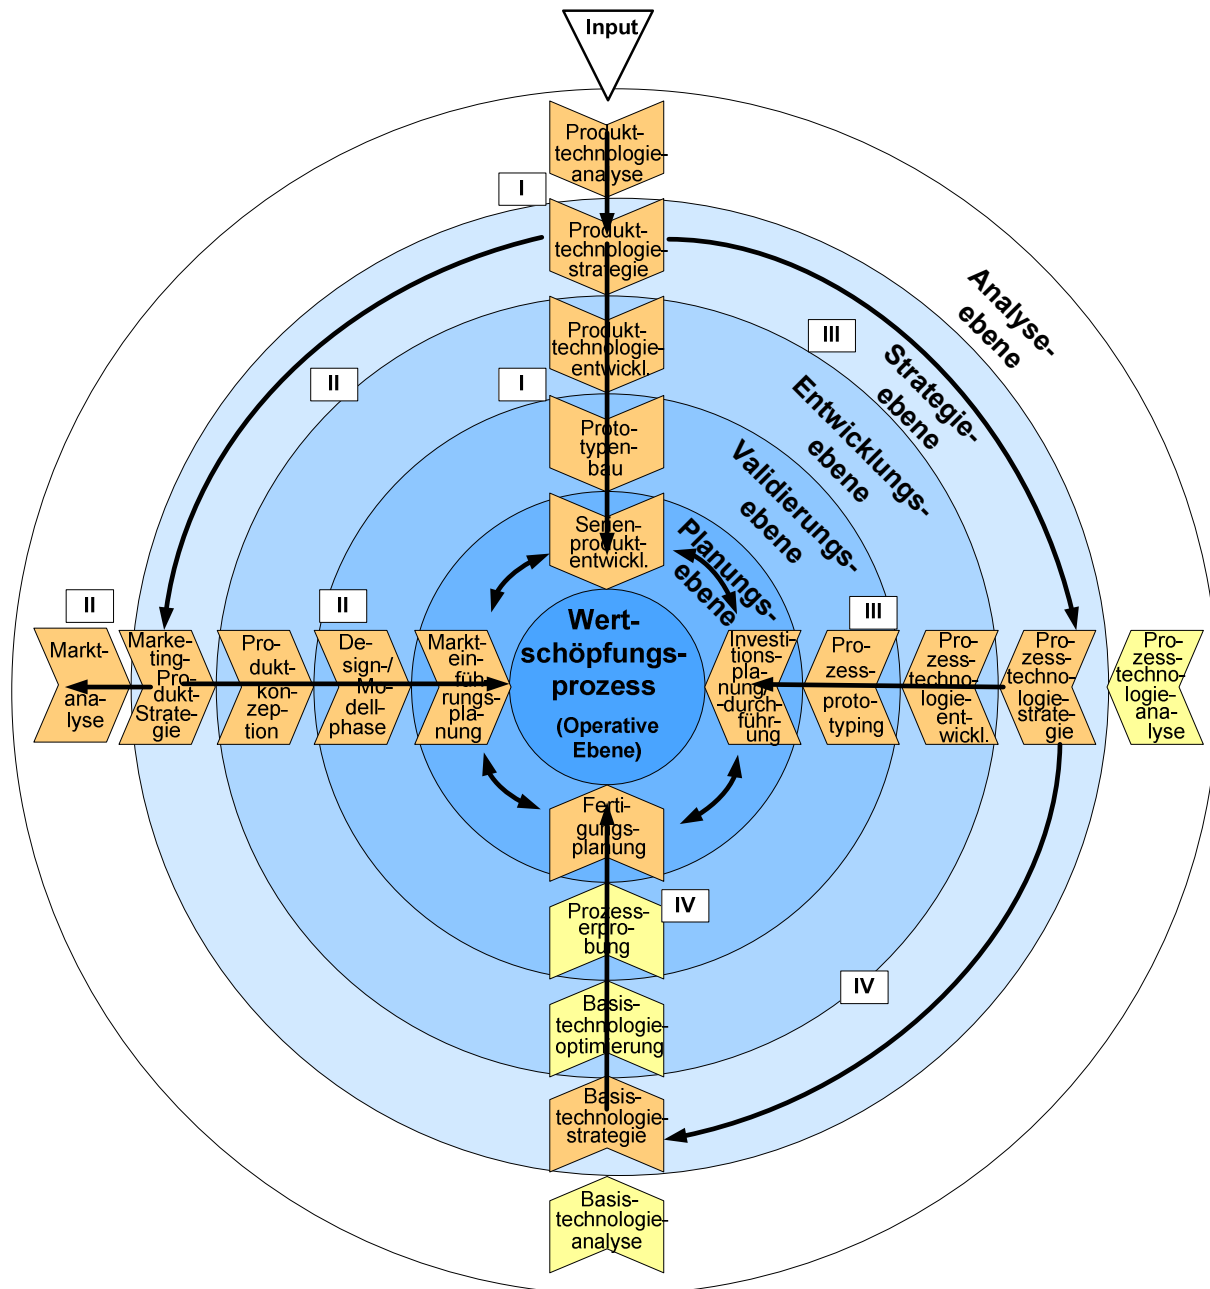 Input
Produkt-
technologie-
analyse
I
Produkt-
technologie-
strategie
Analyse-
ebene
III
II
Produkt-
technologie-
entwickl.
I
Strategie-
ebene
Entwicklungs-
ebene
Proto-
typen-
bau
Validierungs-
ebene
Serien-
produkt-
entwickl.
Planungs-
ebene
II
II
III
Markt-
analyse
Marke-
ting-
Pro-
dukt-
Strate-
gie
Pro-
dukt-
kon-
zep-
tion
De-
sign-/
Mo-
dell-
phase
Markt-
ein-
füh-
rungs-
pla-
nung
Wert-
schöpfungs-
prozess
(Operative
Ebene)
Investi-
tions-
pla-
nung/
-durch-
füh-
rung
Pro-
zess-
proto-
typing
Pro-
zess-
techno-
logie-
ent-
wickl.
Pro-
zess-
techno-
logie-
strate-
gie
Pro-
zess-
techno-
logie-
ana-
lyse
Ferti-
gungs-
planung
IV
Prozess-
erpro-
bung
IV
Basis-
technologie-
optimierung
Basis-
technologie-
strategie
Basis-
technologie-
analyse